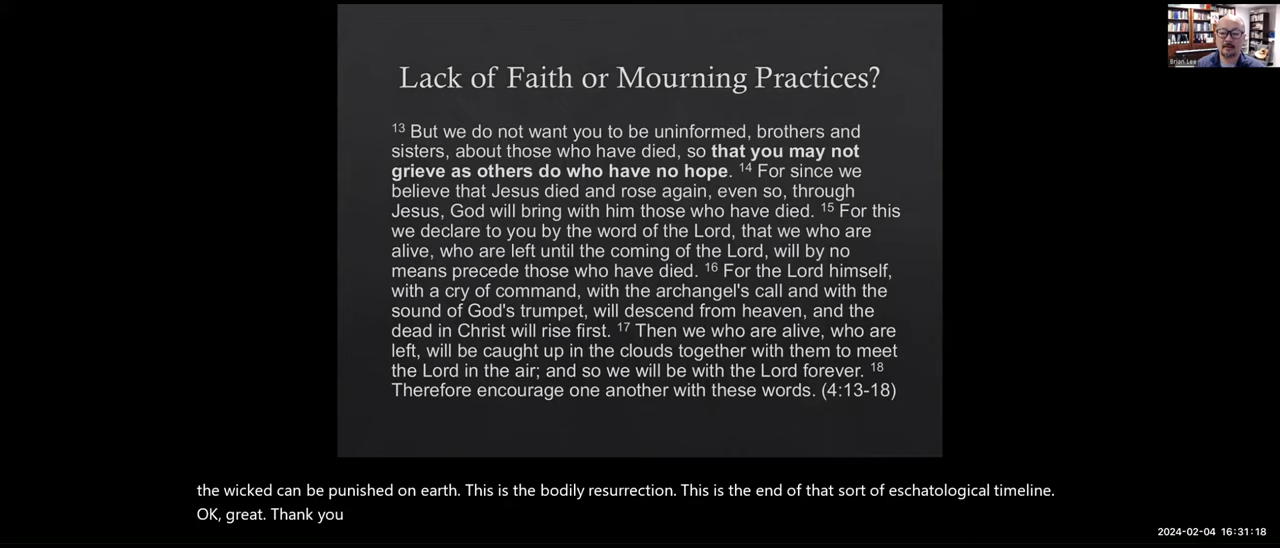 Brian Lee
Lack of Faith or Mourning Practices?
13 But we do not want you to be uninformed, brothers and
sisters, about those who have died, so that you may not
grieve as others do who have no hope. 14 For since we
believe that Jesus died and rose again, even so, through
Jesus, God will bring with him those who have died. 15 For this
we declare to you by the word of the Lord, that we who are
alive, who are left until the coming of the Lord, will by no
means precede those who have died. 16 For the Lord himself,
with a cry of command, with the archangel's call and with the
sound of God's trumpet, will descend from heaven, and the
dead in Christ will rise first. 17 Then we who are alive, who are
left, will be caught up in the clouds together with them to meet
the Lord in the air; and so we will be with the Lord forever. 18
Therefore encourage one another with these words. (4:13-18)
the wicked can be punished on earth. This is the bodily resurrection. This is the end of that sort of eschatological timeline.
OK, great. Thank you
2024-02-04 16:31:18